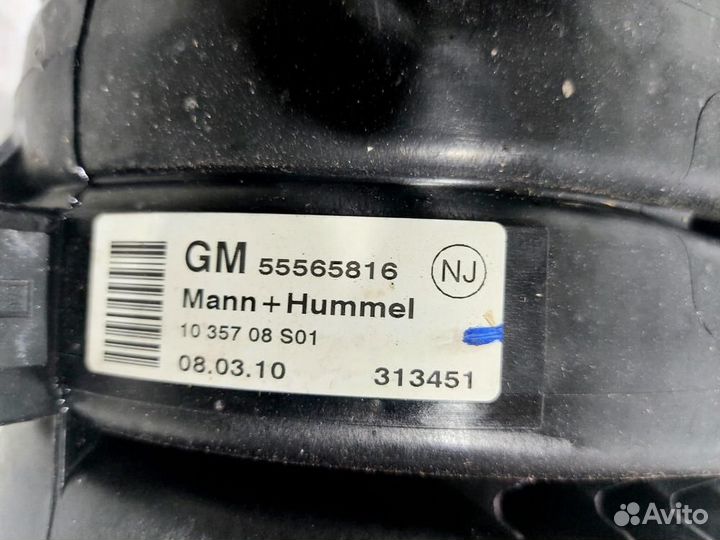 GM 55565816 NJ
Mann+Hummel
10 357 08 S01
08.03.10 313451
Avito